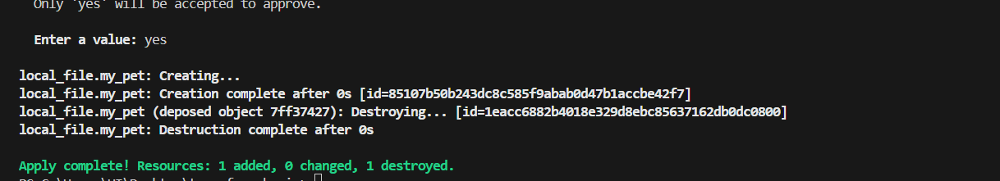 Only 'yes' will be accepted to approve.
Enter a value: yes
local_file.my_pet: Creating...
local_file.my_pet: Creation complete after 0s [id=85107b50b243dc8c585f9abab0d47b1accbe42f7]
local_file.my_pet (deposed object 7ff37427): Destroying... [id=1eacc6882b4018e329d8ebc85637162db0dc0800]
local_file.my_pet: Destruction complete after 0s
Apply complete! Resources: 1 added, 0 changed, 1 destroyed.